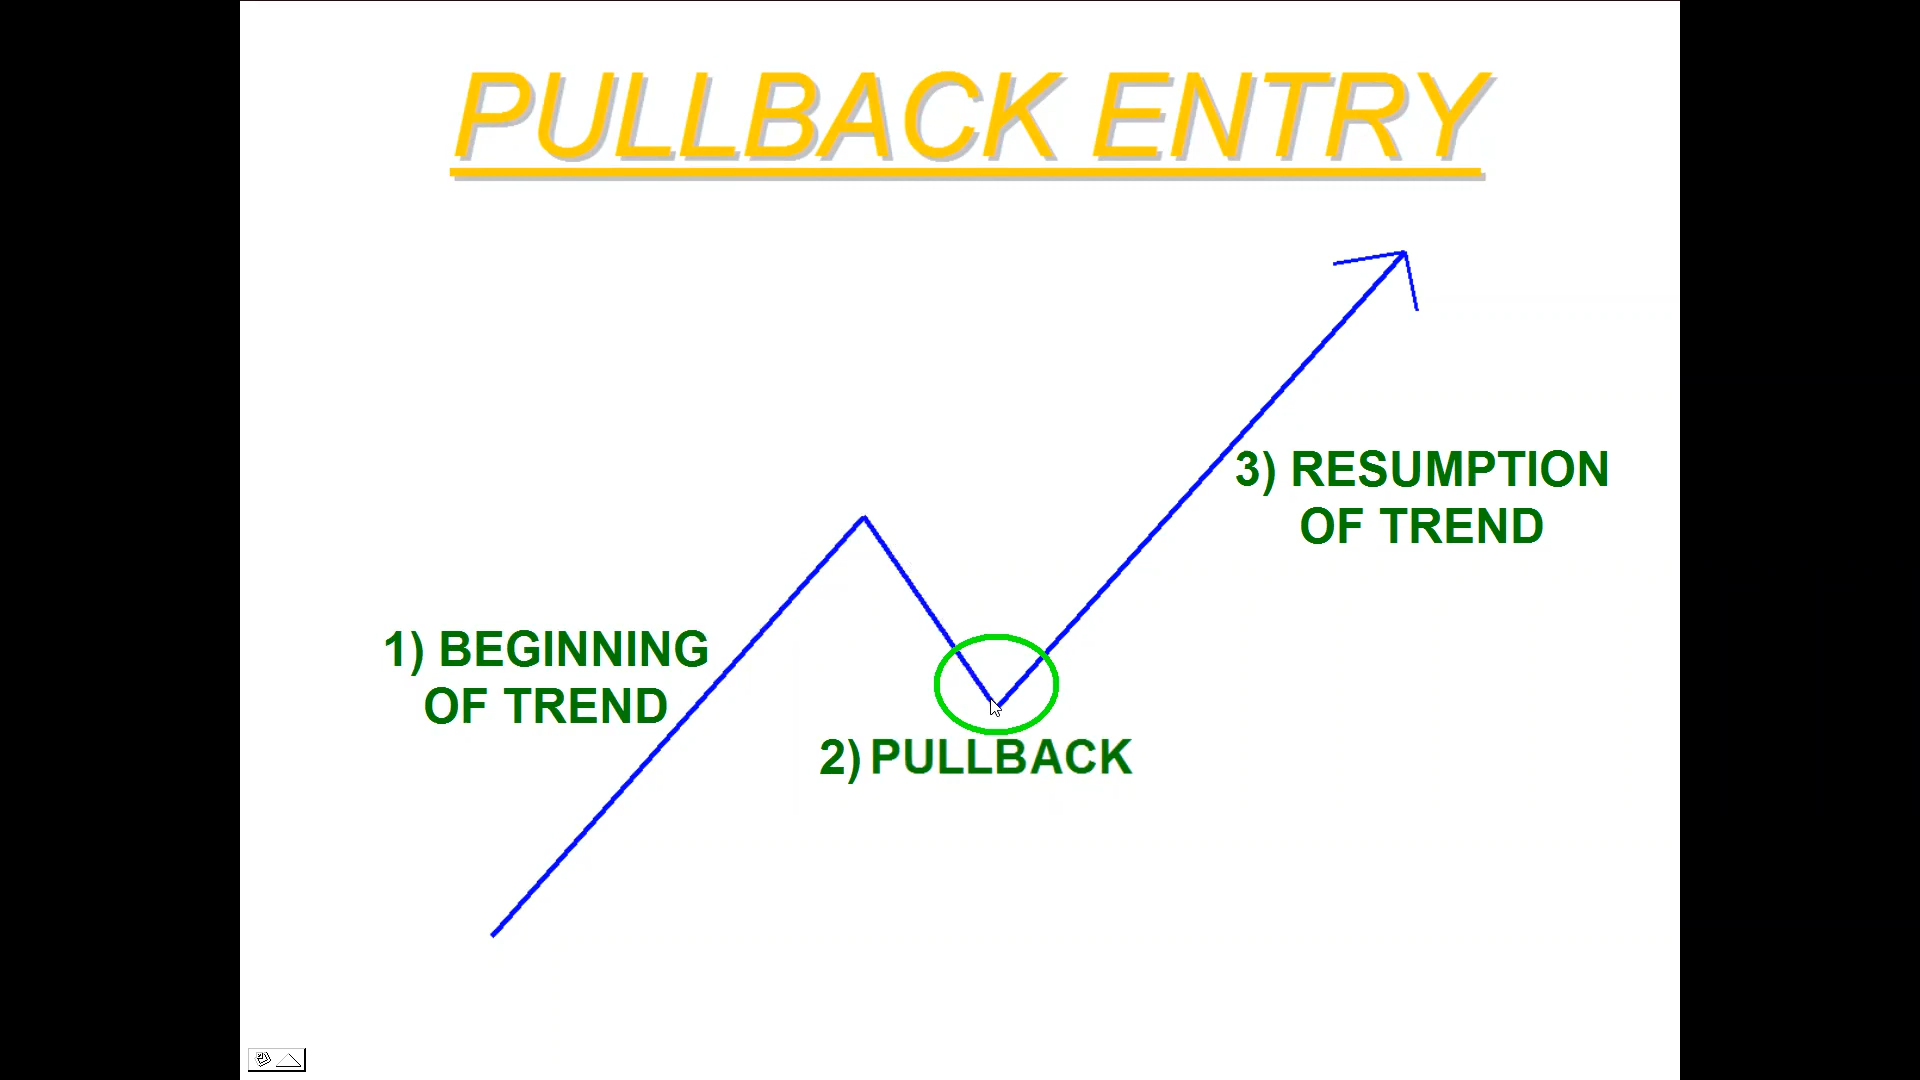 PULLBACK ENTRY
3) RESUMPTION
OF TREND
1) BEGINNING
OF TREND
2) PULLBACK